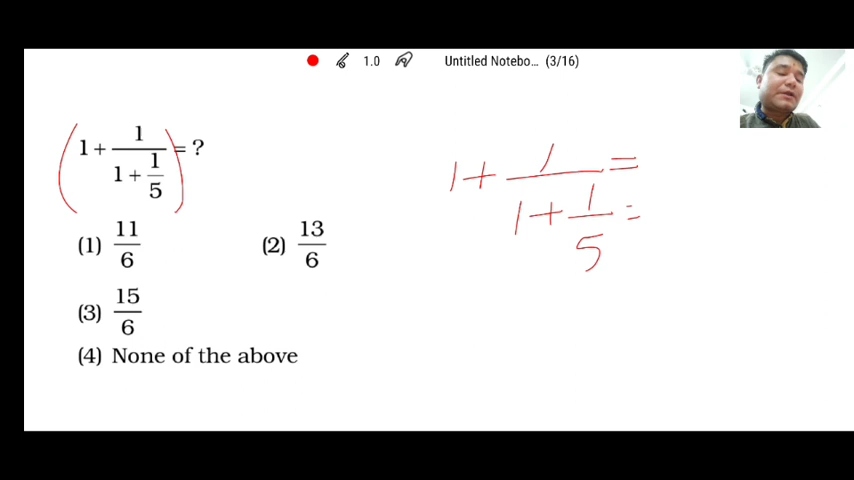 1.0 Untitled Notebo... (3/16)
1 + 1/(1 + 1/5) = ?
(1) 11/6 (2) 13/6
(3) 15/6
(4) None of the above
1 + 1/(1 + 1/5 =) =